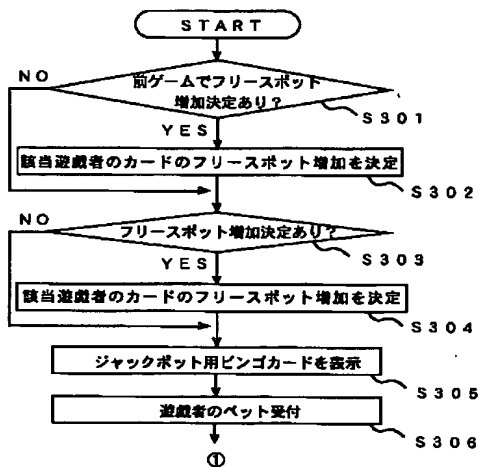 START
前ゲームでフリースポット
増加決定あり？
NO
S301
YES
該当遊戯者のカードのフリースポット増加を決定
S302
NO
フリースポット増加決定あり？
S303
YES
該当遊戯者のカードのフリースポット増加を決定
S304
ジャックポット用ビンゴカードを表示
S305
遊戯者のベット受付
S306
①